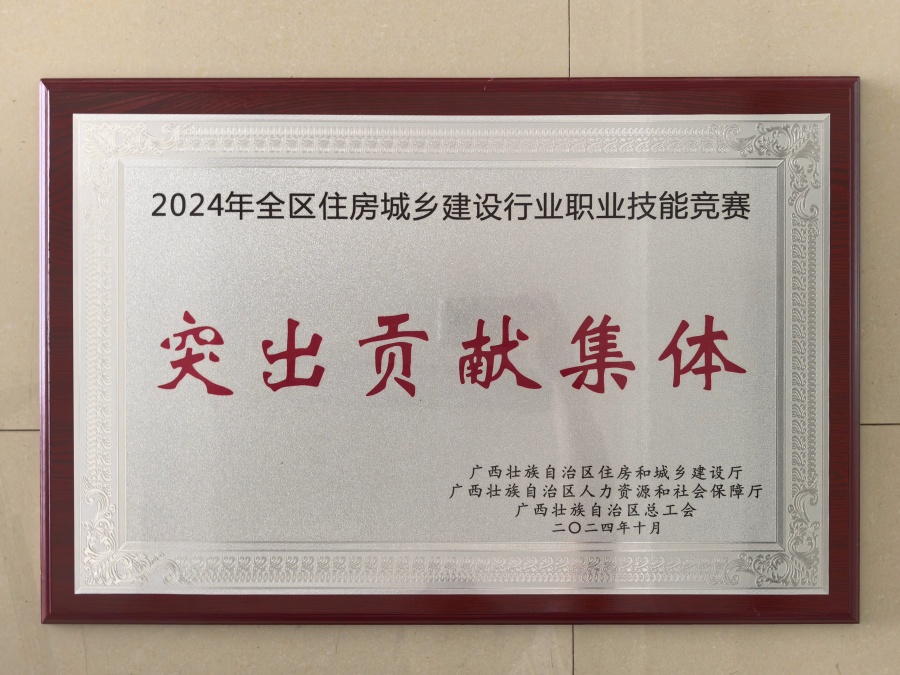 2024年全区住房城乡建设行业职业技能竞赛
突出贡献集体
广西壮族自治区住房和城乡建设厅
广西壮族自治区人力资源和社会保障厅
广西壮族自治区总工会
二〇二四年十月